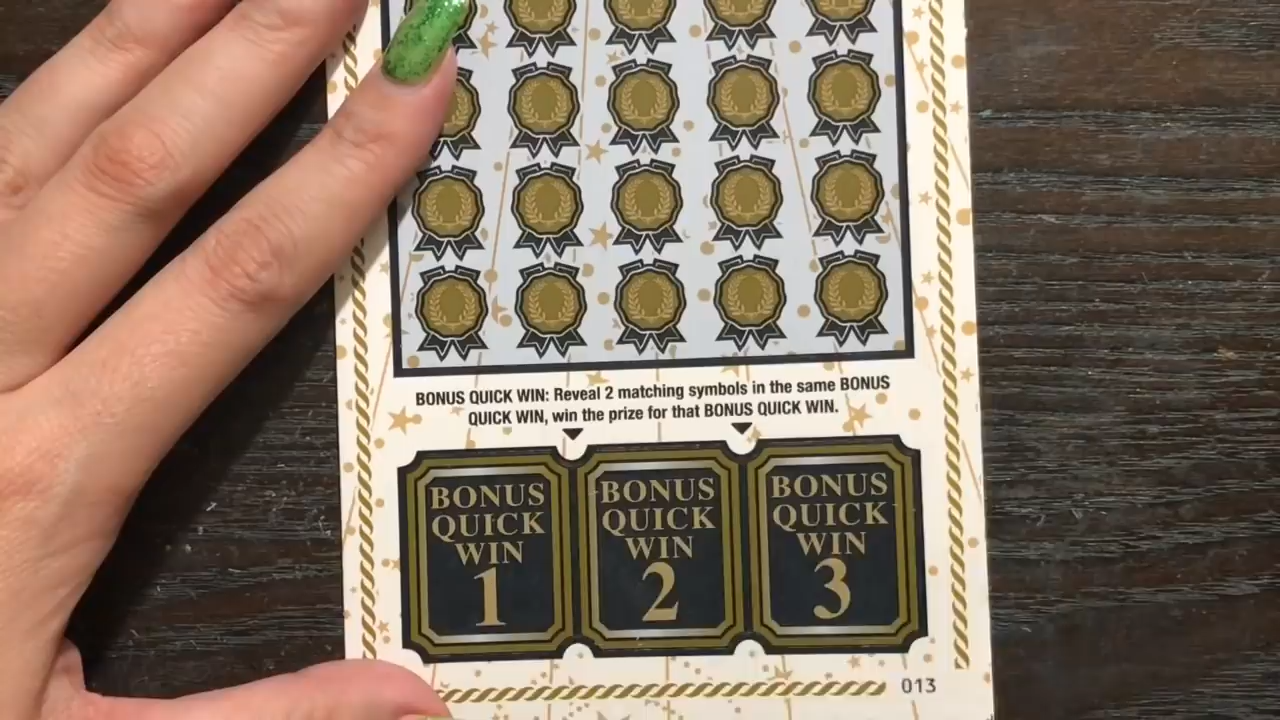 BONUS QUICK WIN: Reveal 2 matching symbols in the same BONUS
QUICK WIN, win the prize for that BONUS QUICK WIN.
BONUS
QUICK
WIN
1
BONUS
QUICK
WIN
2
BONUS
QUICK
WIN
3
013